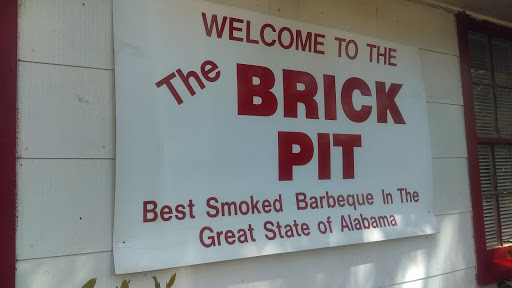 WELCOME TO THE
The BRICK
PIT
Best Smoked Barbeque In The
Great State of Alabama